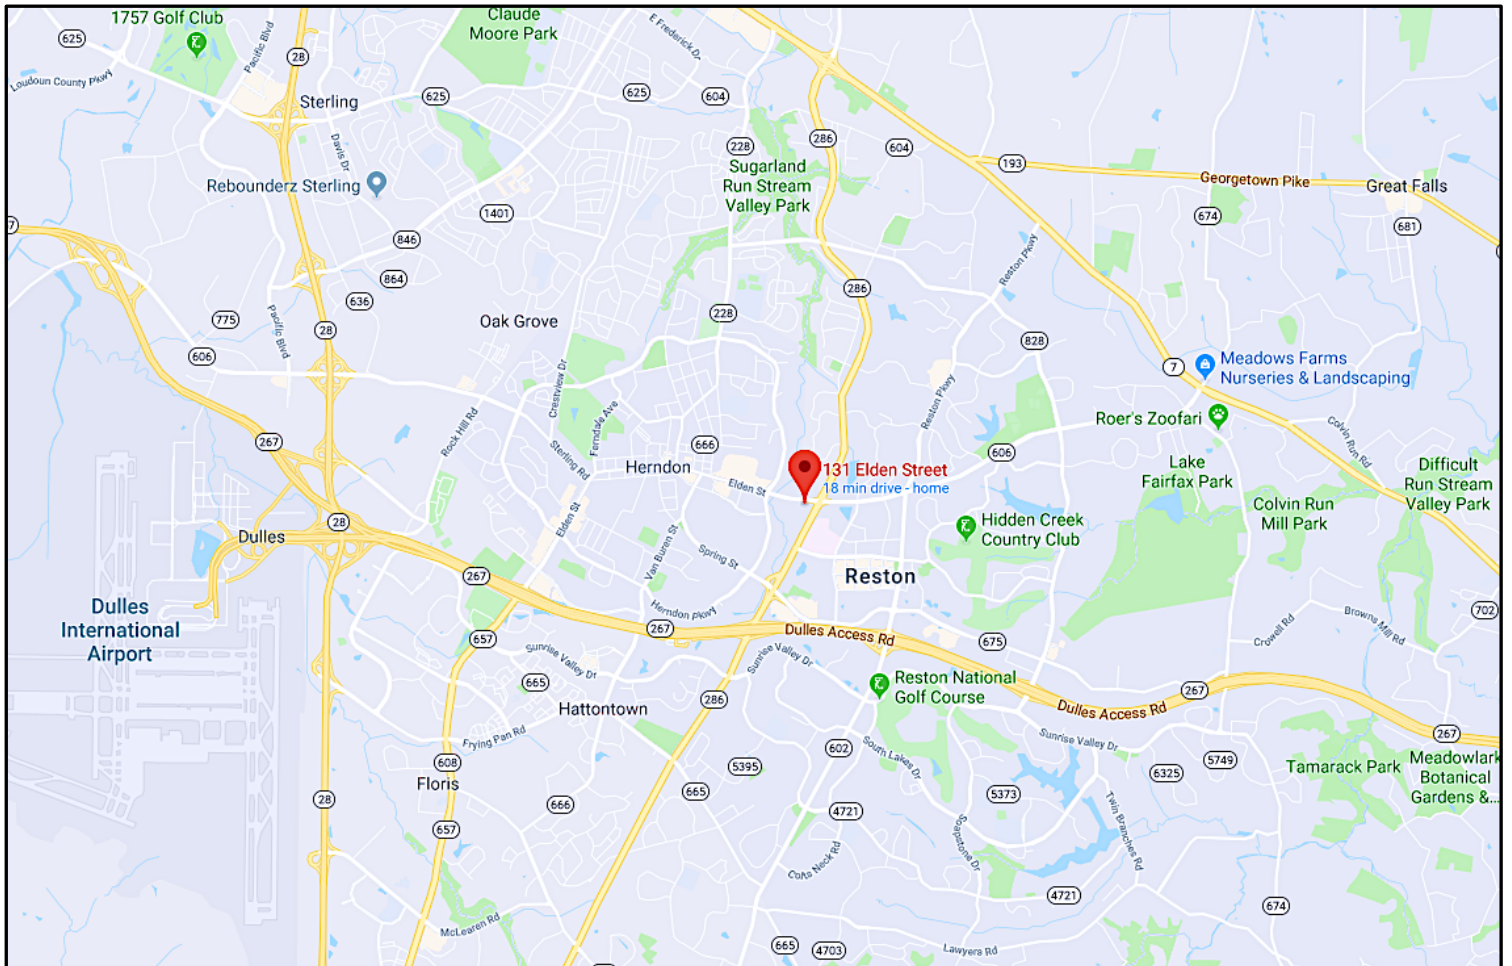 1757 Golf Club
Claude
Moore Park
625
Pacific Blvd
28
E Frederick Dr
Loudoun County Pkwy
Sterling
625
625
604
286
604
228
193
Davis Dr
Sugarland
Run Stream
Valley Park
Rebounderz Sterling
Georgetown Pike
Great Falls
1401
674
681
7
846
Reston Pkwy
864
636
286
228
775
Pacific Blvd
Oak Grove
28
828
606
7
Meadows Farms
Nurseries & Landscaping
Crestview Dr
Reston Pkwy
Ferndale Ave
Rock Hill Rd
Roer's Zoofari
Colvin Run Rd
267
666
606
Sterling Rd
Herndon
131 Elden Street
18 min drive - home
Elden St
Lake
Fairfax Park
Difficult
Run Stream
Valley Park
Colvin Run
Mill Park
28
Elden St
Hidden Creek
Country Club
Dulles
Van Buren St
Spring St
267
Reston
Dulles
International
Airport
Herndon Pkwy
267
Dulles Access Rd
675
Crowell Rd
Browns Mill Rd
702
657
Sunrise Valley Dr
Sunrise Valley Dr
665
Reston National
Golf Course
286
267
Hattontown
Dulles Access Rd
Frying Pan Rd
602
South Lakes Dr
Sunrise Valley Dr
267
608
5395
5749
6325
Tamarack Park
Meadowlark
Botanical
Gardens &...
Floris
665
5373
28
666
4721
Twin Branches Rd
657
Soapstone Dr
Colts Neck Rd
4721
674
McLearen Rd
665
4703
Lawyers Rd